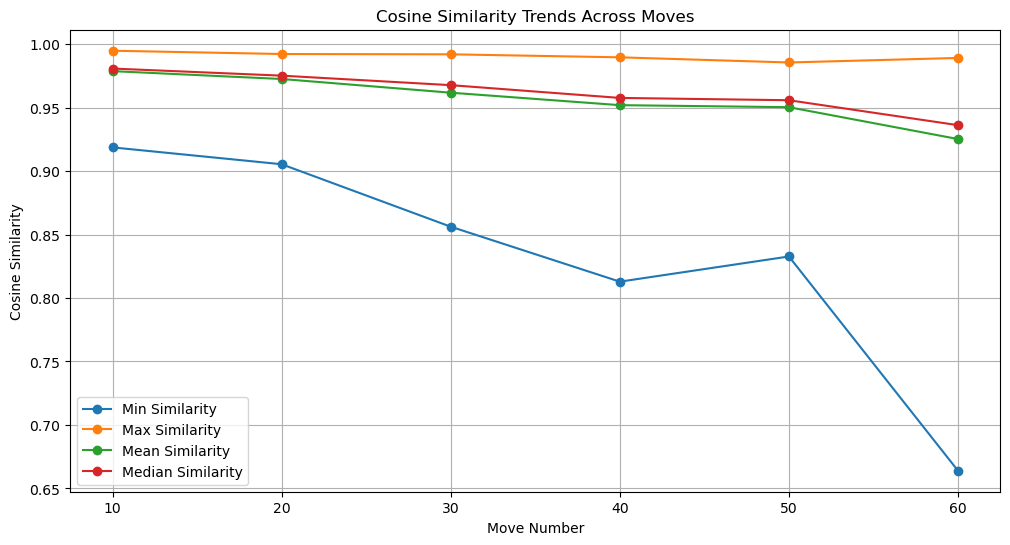 Cosine Similarity Trends Across Moves
Cosine Similarity
1.00
0.95
0.90
0.85
0.80
0.75
0.70
0.65
Min Similarity
Max Similarity
Mean Similarity
Median Similarity
10 20 30 40 50 60
Move Number